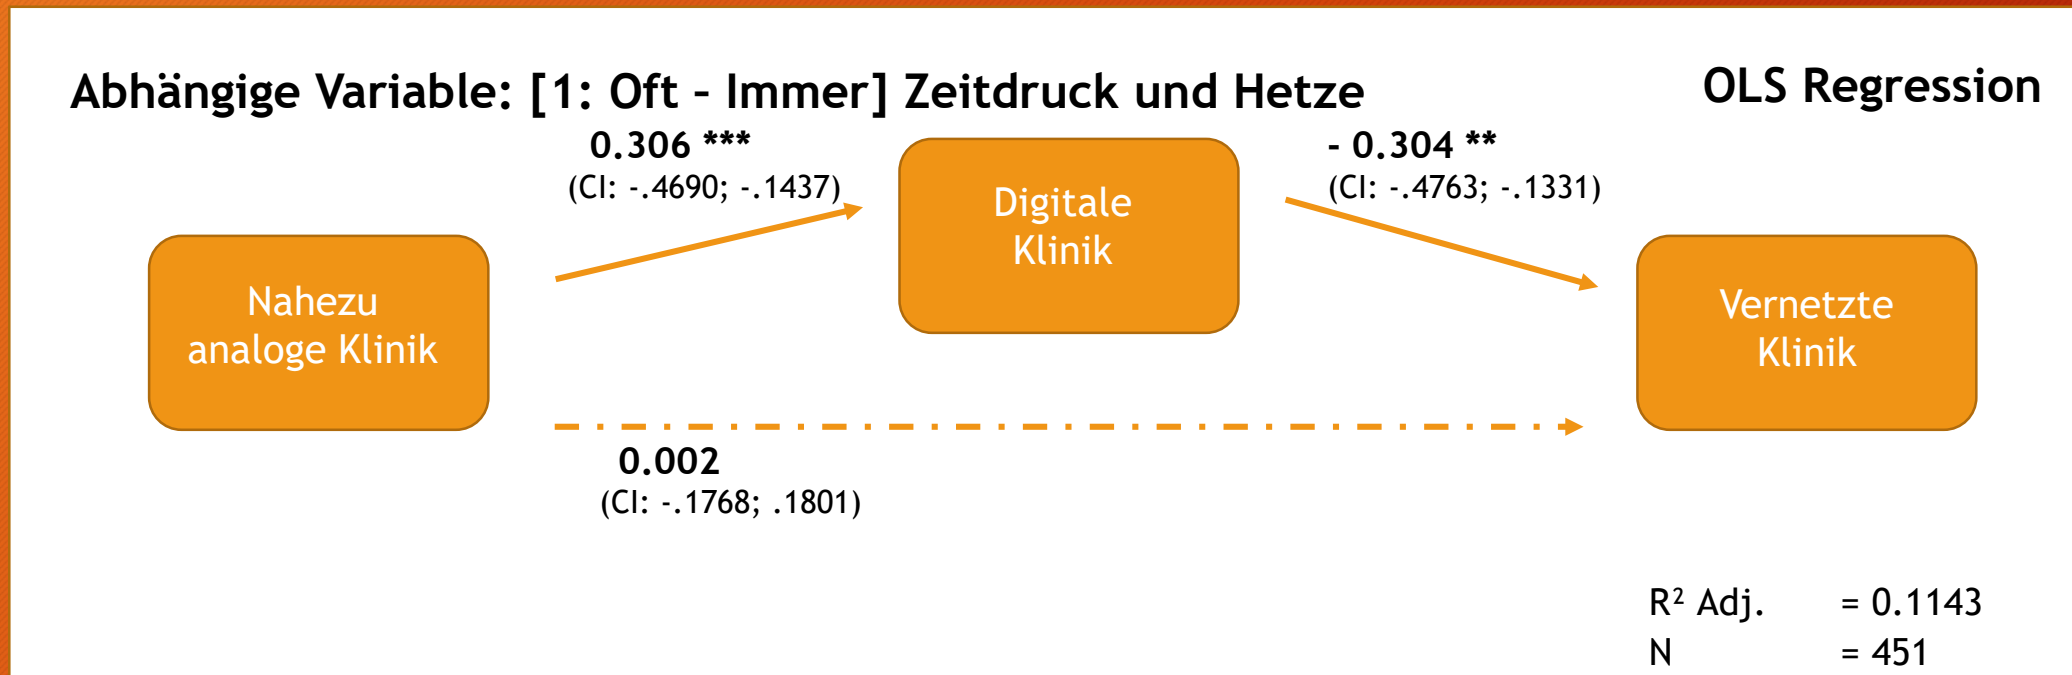 Abhängige Variable: [1: Oft – Immer] Zeitdruck und Hetze
OLS Regression
0.306 ***
(CI: -.4690; -.1437)
- 0.304 **
(CI: -.4763; -.1331)
Digitale
Klinik
Nahezu
analoge Klinik
Vernetzte
Klinik
0.002
(CI: -.1768; .1801)
R² Adj. = 0.1143
N = 451